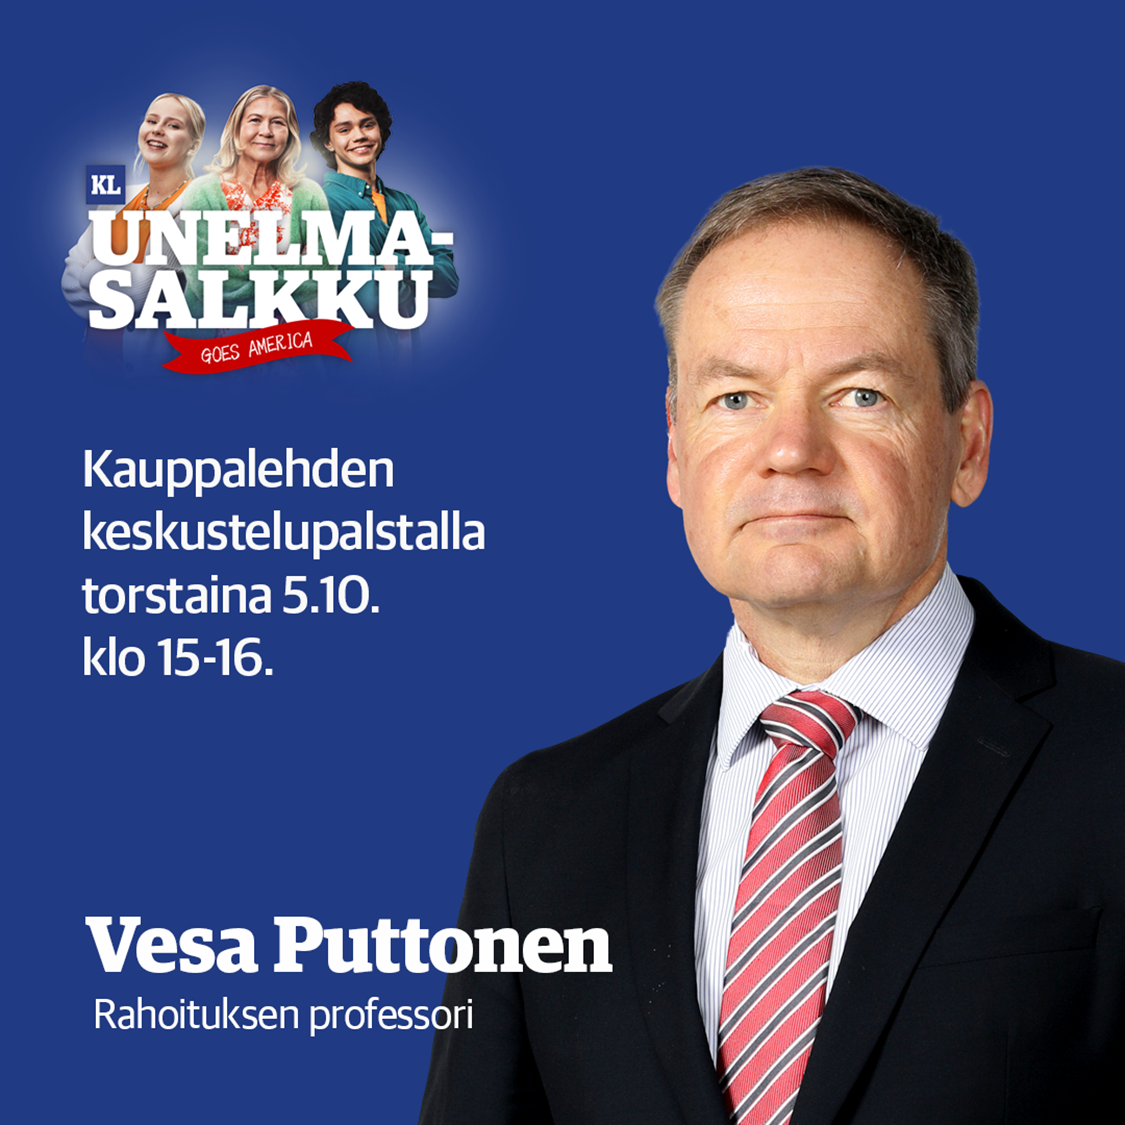 KL
UNELMA-
SALKKU
GOES AMERICA
Kauppalehden
keskustelupalstalla
torstaina 5.10.
klo 15-16.
Vesa Puttonen
Rahoituksen professori